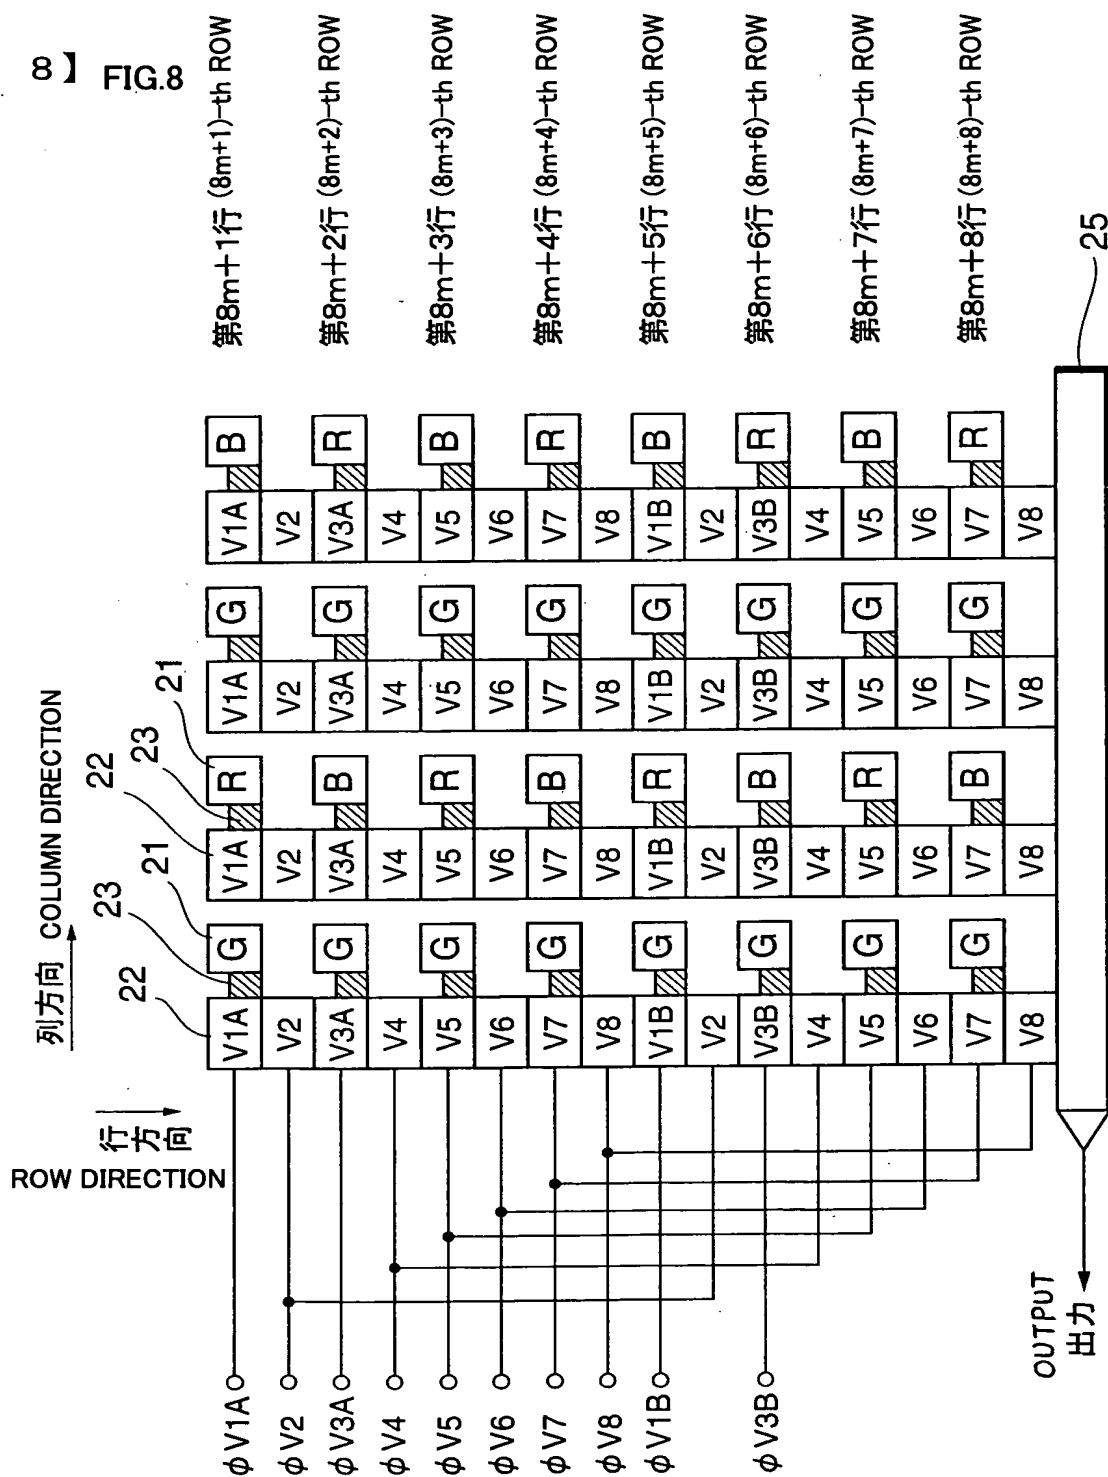 8】 FIG.8
第8m+1行 (8m+1)-th ROW
第8m+2行 (8m+2)-th ROW
第8m+3行 (8m+3)-th ROW
第8m+4行 (8m+4)-th ROW
第8m+5行 (8m+5)-th ROW
第8m+6行 (8m+6)-th ROW
第8m+7行 (8m+7)-th ROW
第8m+8行 (8m+8)-th ROW
列方向 COLUMN DIRECTION
行方向
ROW DIRECTION
22
23
21
22
23
21
25
V1A G V1A R V1A G V1A B
V2 V2 V2 V2
V3A G V3A B V3A G V3A R
V4 V4 V4 V4
V5 G V5 R V5 G V5 B
V6 V6 V6 V6
V7 G V7 B V7 G V7 R
V8 V8 V8 V8
V1B G V1B R V1B G V1B B
V2 V2 V2 V2
V3B G V3B B V3B G V3B R
V4 V4 V4 V4
V5 G V5 R V5 G V5 B
V6 V6 V6 V6
V7 G V7 B V7 G V7 R
V8 V8 V8 V8
φV1A
φV2
φV3A
φV4
φV5
φV6
φV7
φV8
φV1B
φV3B
OUTPUT
出力